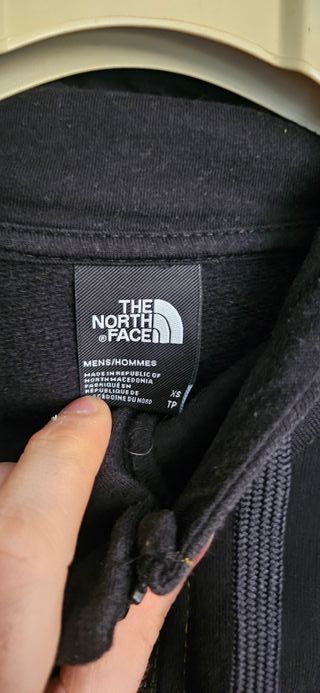 THE
NORTH
FACE
MENS/HOMMES
MADE IN REPUBLIC OF
NORTH MACEDONIA
FABRIQUÉ EN
RÉPUBLIQUE DE
MACÉDOINE DU NORD
XS
TP